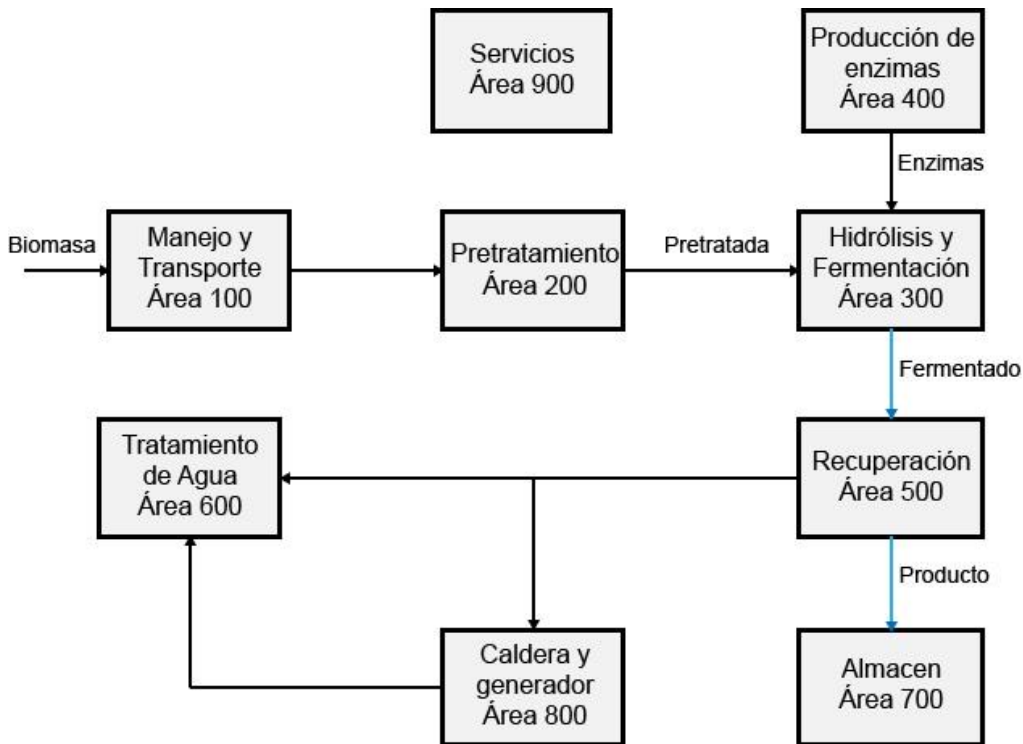 Servicios
Área 900
Producción de
enzimas
Área 400
Enzimas
Biomasa
Manejo y
Transporte
Área 100
Pretratamiento
Área 200
Pretratada
Hidrólisis y
Fermentación
Área 300
Fermentado
Tratamiento
de Agua
Área 600
Recuperación
Área 500
Producto
Caldera y
generador
Área 800
Almacen
Área 700